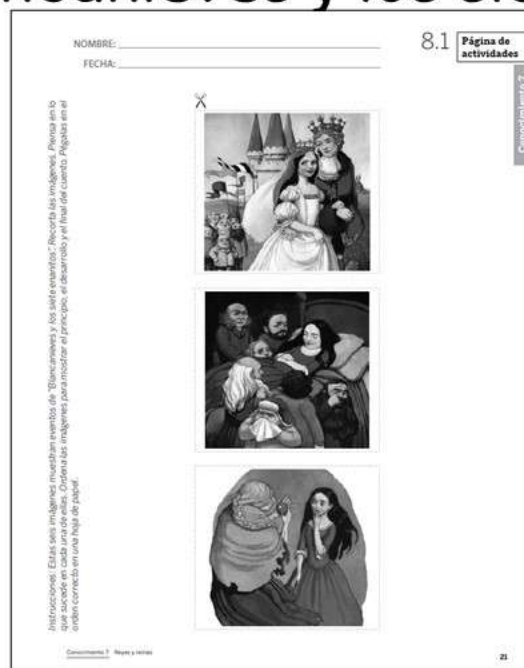 NOMBRE:
FECHA:
8.1
Página de
actividades
Instrucciones: Estas seis imágenes muestran eventos de "Blancanieves y los siete enanitos". Recorta las imágenes. Piensa en lo
que sucede en cada una de ellas. Ordena las imágenes para mostrar el principio, el desarrollo y el final del cuento. Pégalas en el
orden correcto en una hoja de papel.
Conocimiento 7 Reyes y reinas
21